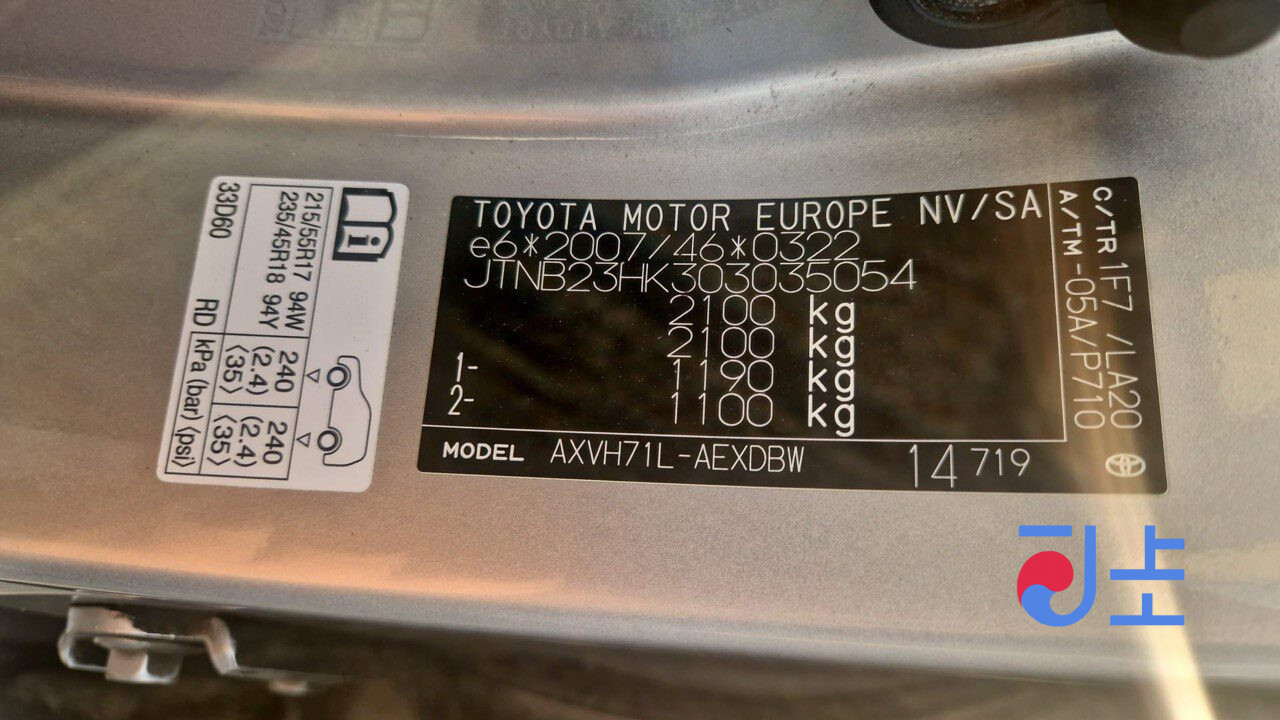 TOYOTA MOTOR EUROPE NV/SA
e6*2007/46*0322
JTNB23HK303035054
2100 kg
2100 kg
1- 1190 kg
2- 1100 kg
MODEL AXVH71L-AEXDBW 14 719
C/TR 1F7 /LA20
A/TM -05A/P710
i
215/55R17 94W 240 240
235/45R18 94Y (2.4) (2.4)
〈35〉 〈35〉
33D60 RD kPa (bar) 〈psi〉